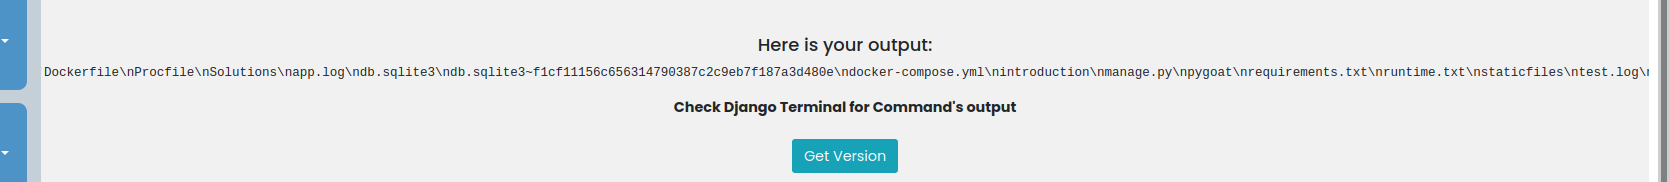 Here is your output:
Dockerfile\nProcfile\nSolutions\napp.log\ndb.sqlite3\ndb.sqlite3~f1cf11156c656314790387c2c9eb7f187a3d480e\ndocker-compose.yml\nintroduction\nmanage.py\npygoat\nrequirements.txt\nruntime.txt\nstaticfiles\ntest.log\n
Check Django Terminal for Command's output
Get Version